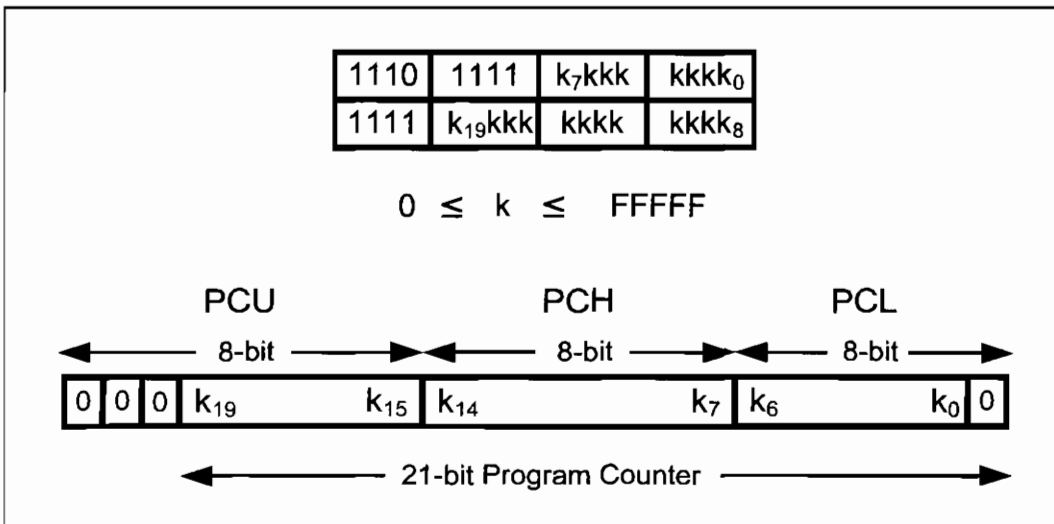 1110 1111 k₇kkk kkkk₀
1111 k₁₉kkk kkkk kkkk₈
0 ≤ k ≤ FFFFF
PCU PCH PCL
8-bit 8-bit 8-bit
0 0 0 k₁₉ k₁₅ k₁₄ k₇ k₆ k₀ 0
21-bit Program Counter